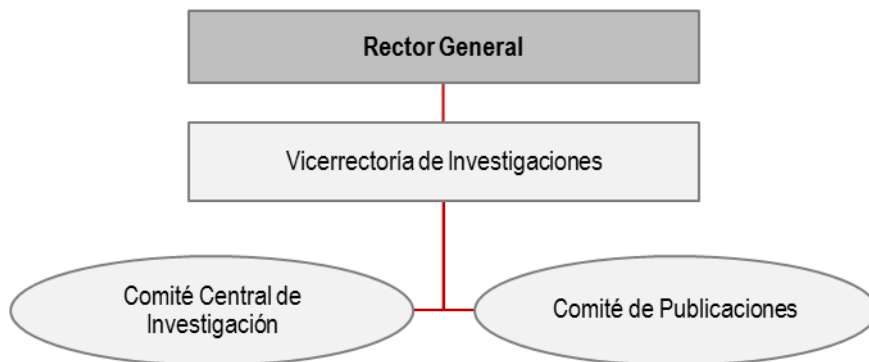 Rector General
Vicerrectoría de Investigaciones
Comité Central de
Investigación
Comité de Publicaciones